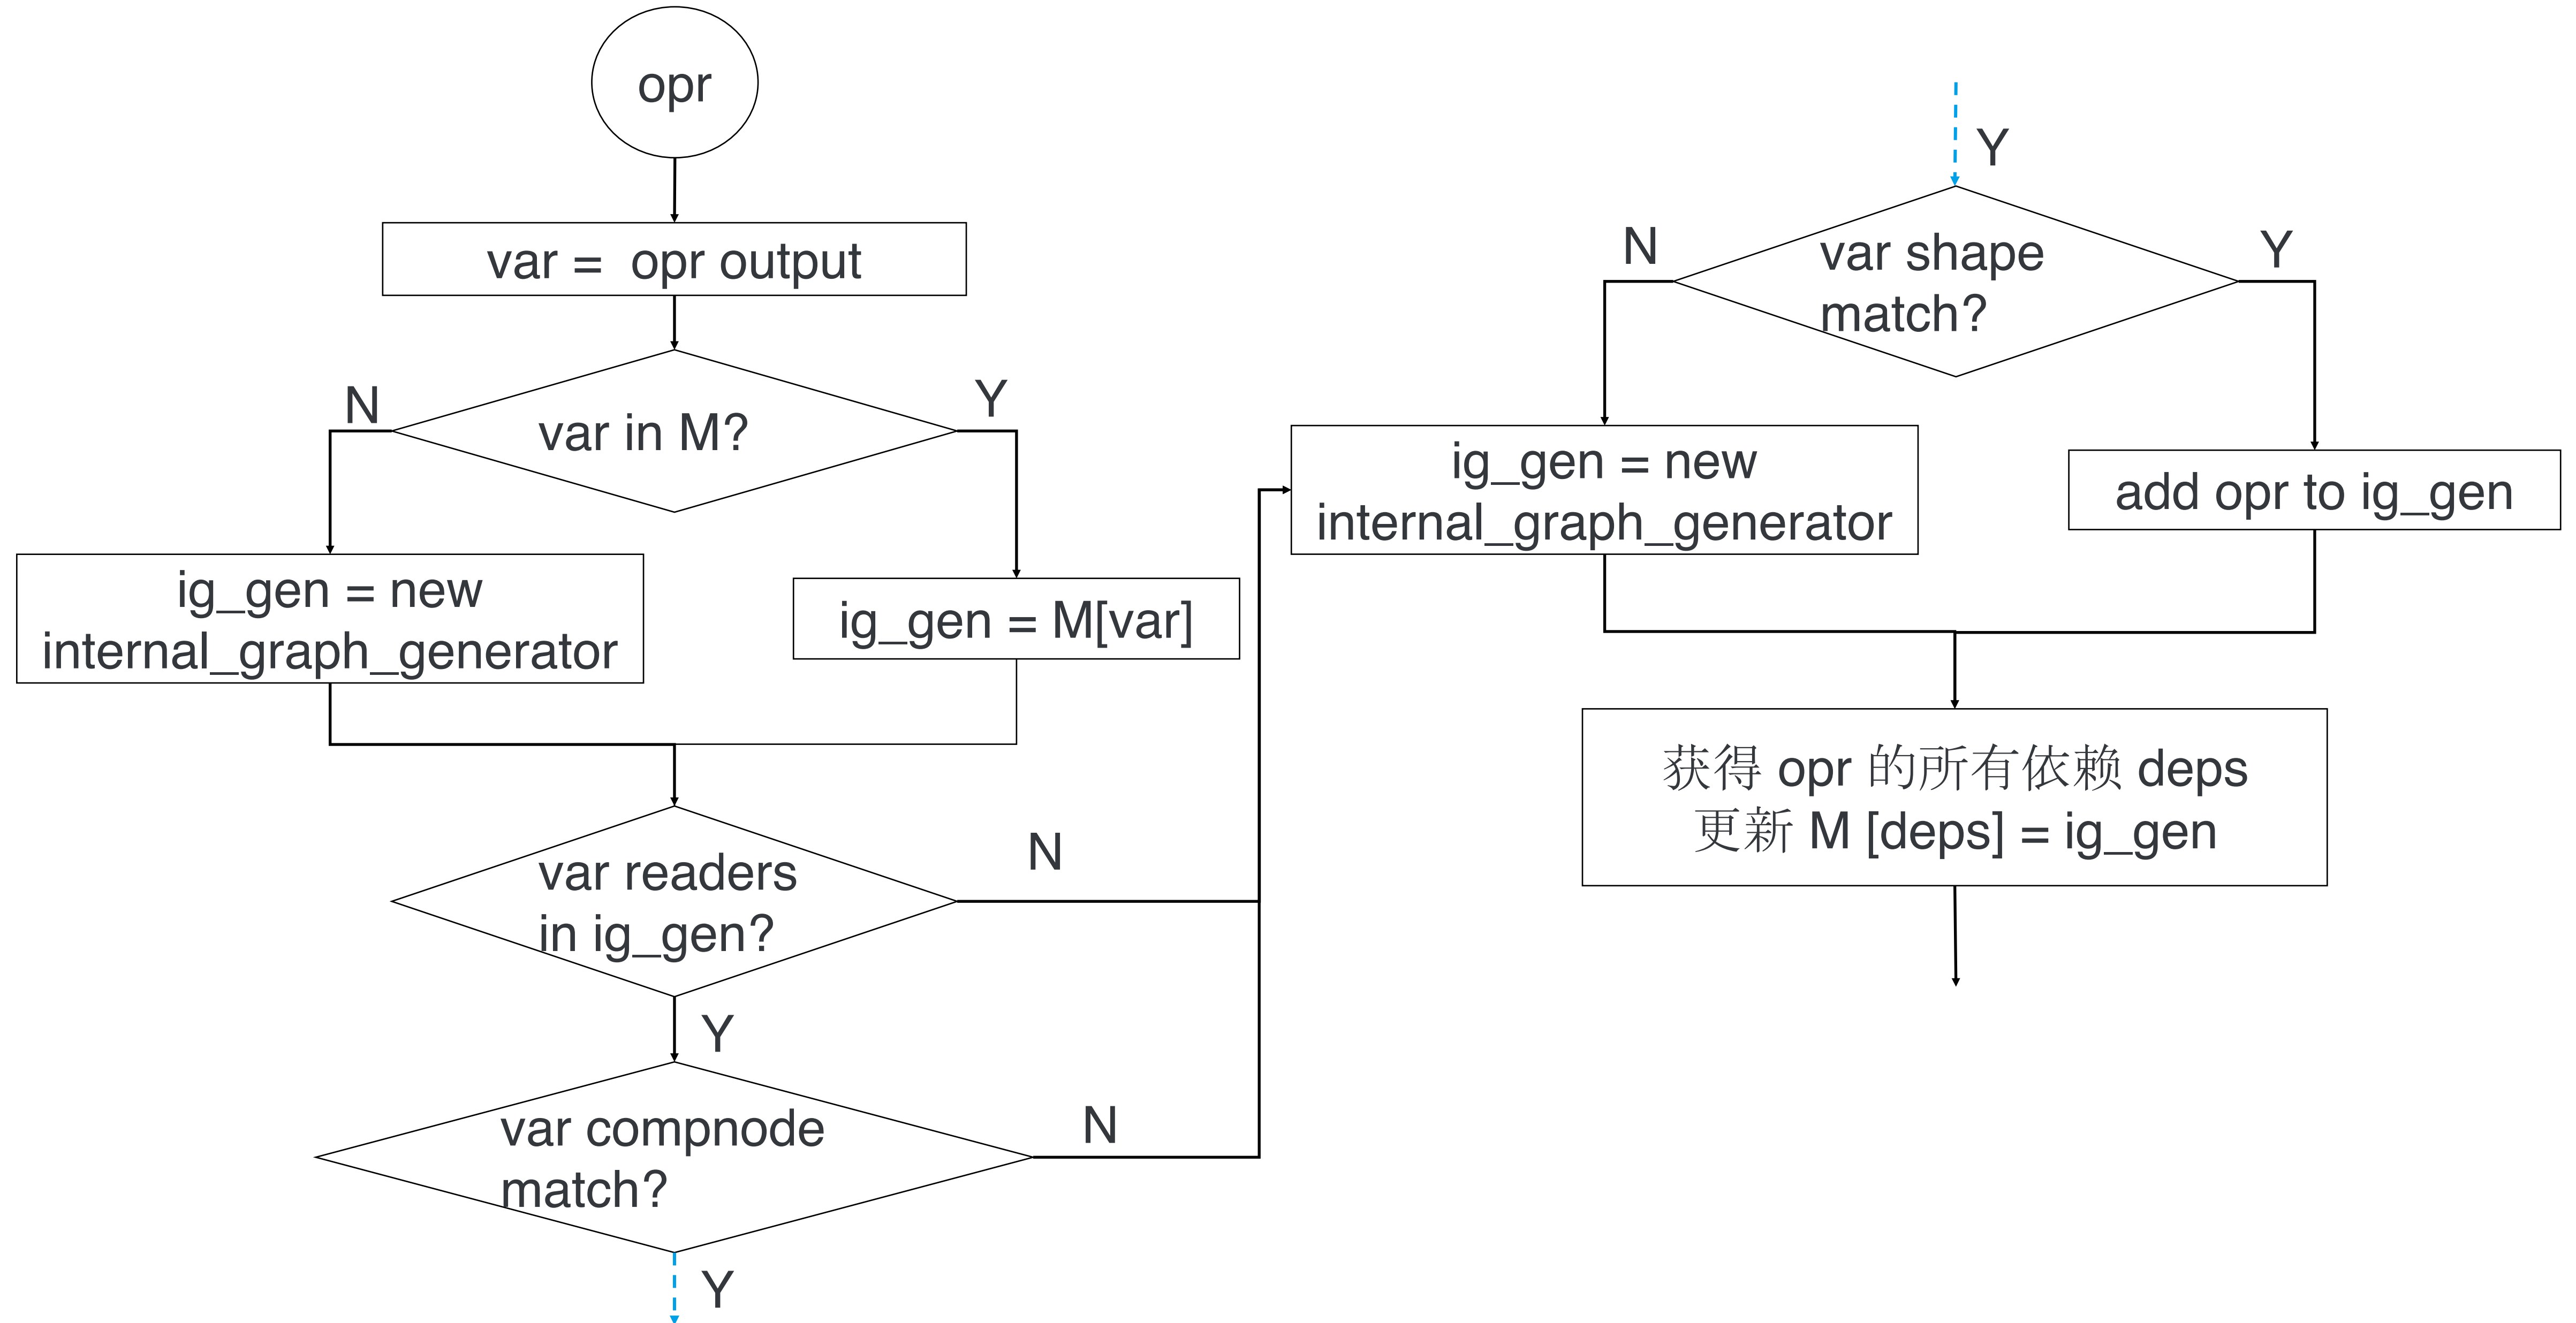 opr
var = opr output
N
Y
var in M?
ig_gen = new
internal_graph_generator
ig_gen = M[var]
var readers
in ig_gen?
N
Y
var compnode
match?
N
Y
Y
var shape
match?
N
Y
ig_gen = new
internal_graph_generator
add opr to ig_gen
获得 opr 的所有依赖 deps
更新 M [deps] = ig_gen